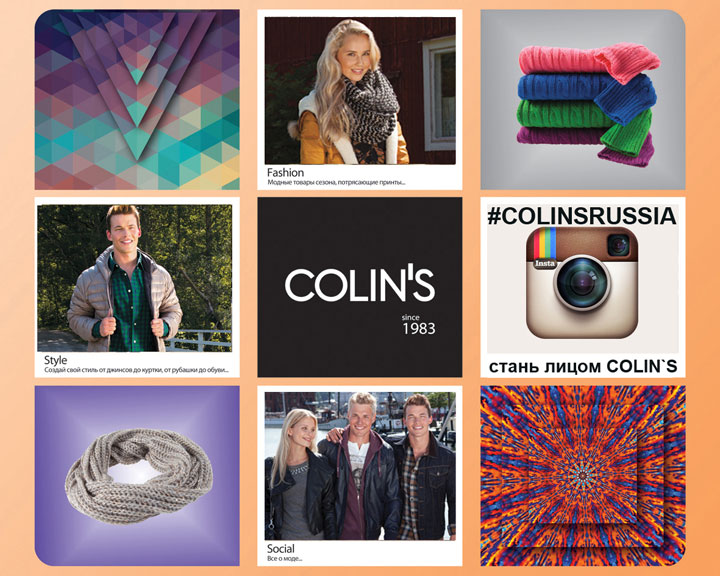 Fashion
Модные товары сезона, потрясающие принты...
#COLINSRUSSIA
Insta
стань лицом COLIN`S
COLIN'S
since
1983
Style
Создай свой стиль от джинсов до куртки, от рубашки до обуви...
Social
Все о моде...